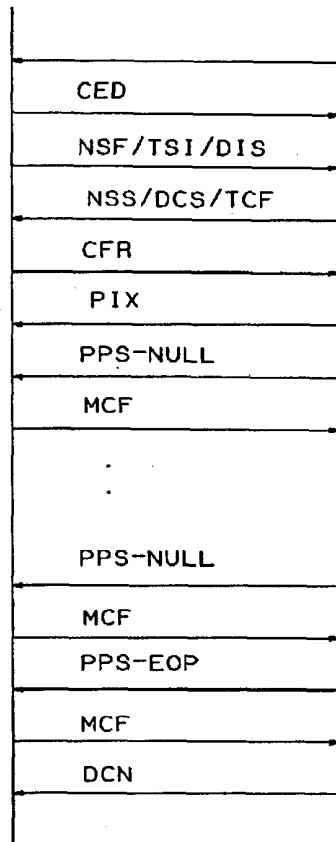 CED
NSF/TSI/DIS
NSS/DCS/TCF
CFR
PIX
PPS-NULL
MCF
PPS-NULL
MCF
PPS-EOP
MCF
DCN